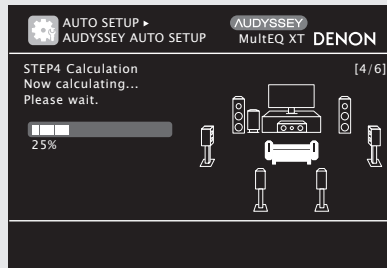 AUTO SETUP ▸
AUDYSSEY AUTO SETUP
AUDYSSEY
MultEQ XT DENON
STEP4 Calculation [4/6]
Now calculating...
Please wait.
25%